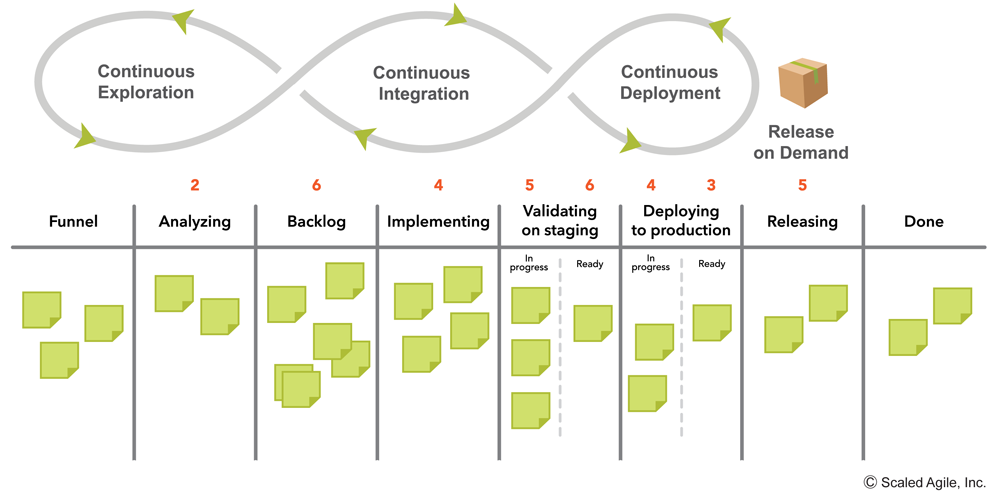 Continuous
Exploration
Continuous
Integration
Continuous
Deployment
Release
on Demand
2
6
4
5
6
4
3
5
Funnel
Analyzing
Backlog
Implementing
Validating
on staging
Deploying
to production
Releasing
Done
In
progress
Ready
In
progress
Ready
© Scaled Agile, Inc.